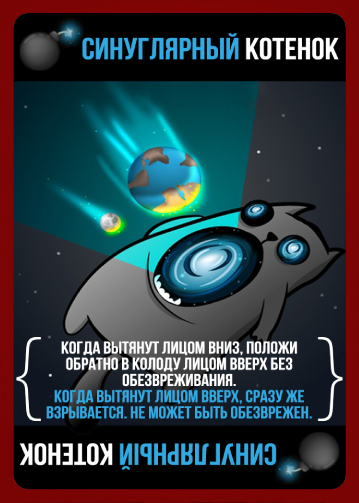 СИНУГЛЯРНЫЙ КОТЕНОК
КОГДА ВЫТЯНУТ ЛИЦОМ ВНИЗ, ПОЛОЖИ
ОБРАТНО В КОЛОДУ ЛИЦОМ ВВЕРХ БЕЗ
ОБЕЗВРЕЖИВАНИЯ.
КОГДА ВЫТЯНУТ ЛИЦОМ ВВЕРХ, СРАЗУ ЖЕ
ВЗРЫВАЕТСЯ. НЕ МОЖЕТ БЫТЬ ОБЕЗВРЕЖЕН.
СИНУГЛЯРНЫЙ КОТЕНОК